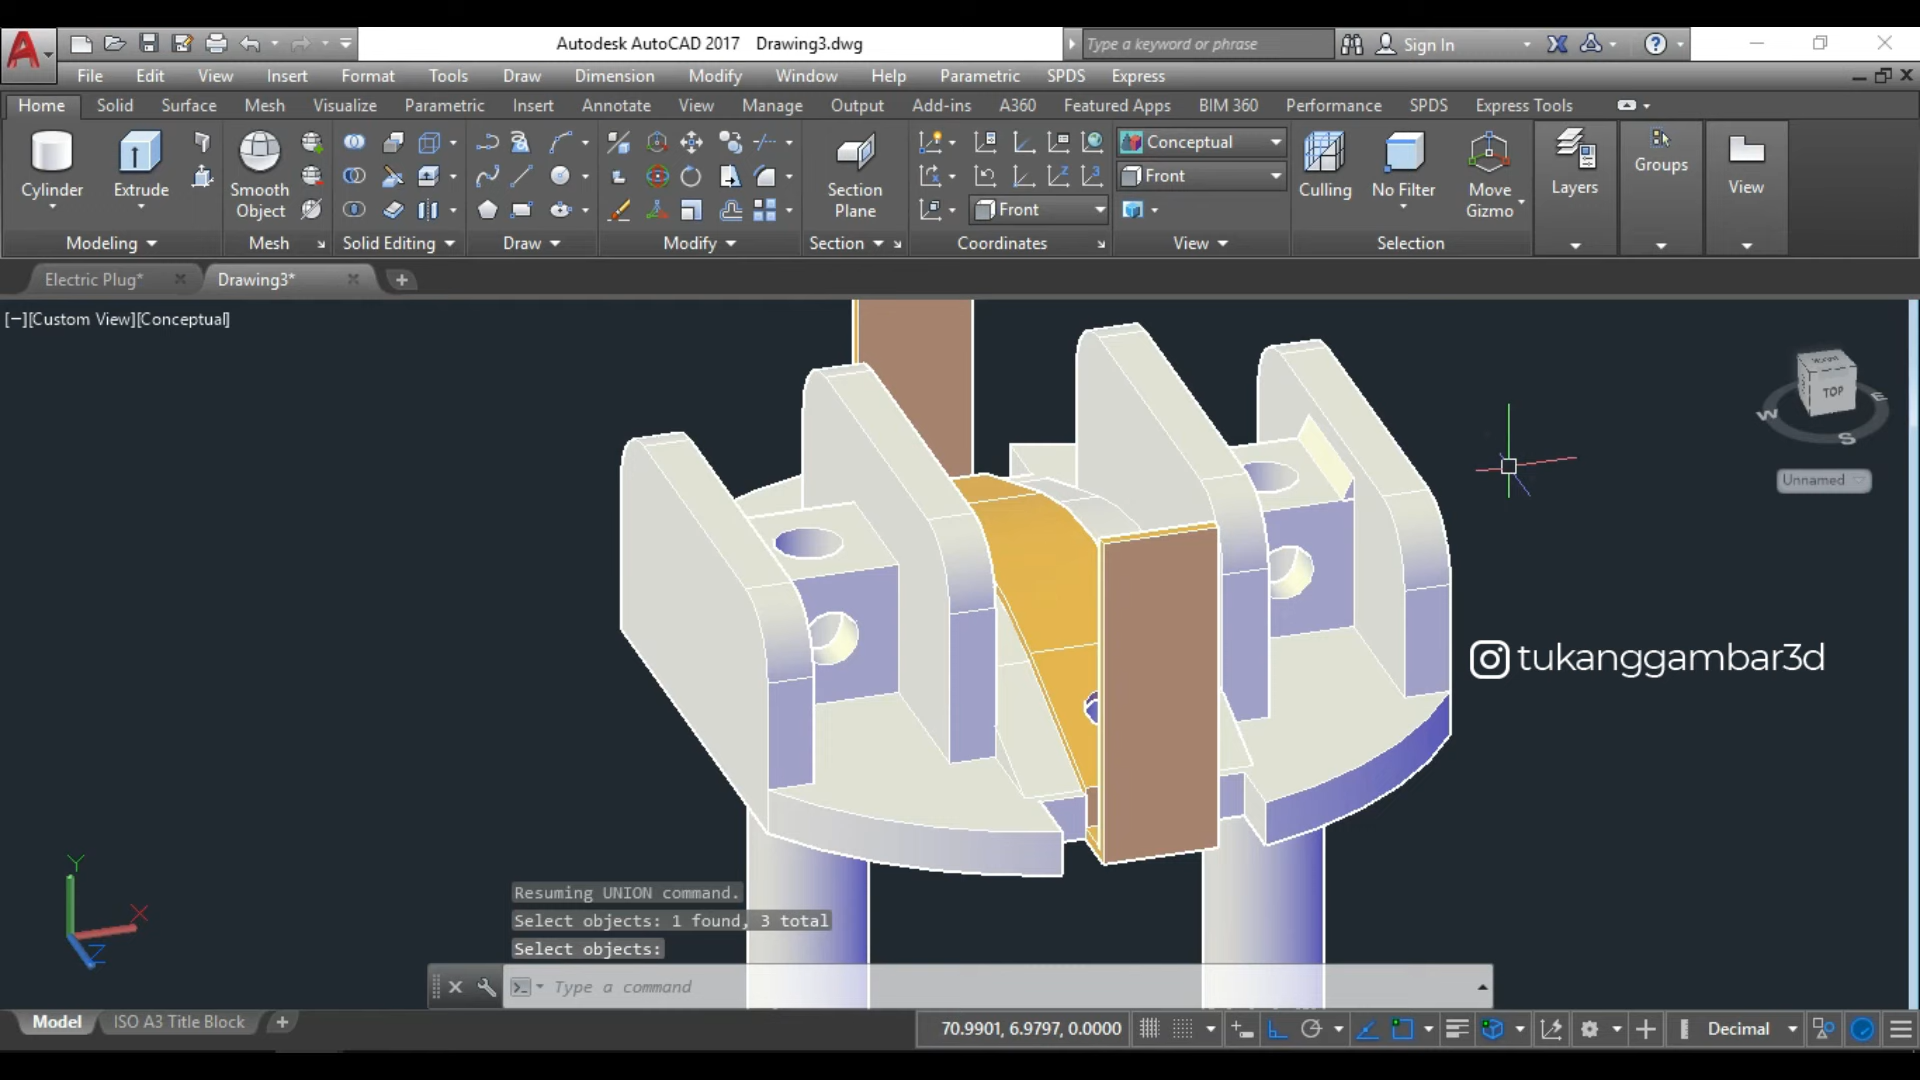 Autodesk AutoCAD 2017 Drawing3.dwg
Type a keyword or phrase
Sign In
File Edit View Insert Format Tools Draw Dimension Modify Window Help Parametric SPDS Express
Home Solid Surface Mesh Visualize Parametric Insert Annotate View Manage Output Add-ins A360 Featured Apps BIM 360 Performance SPDS Express Tools
Cylinder
Extrude
Smooth
Object
Section
Plane
Front
Conceptual
Front
Culling
No Filter
Move
Gizmo
Layers
Groups
View
Modeling Mesh Solid Editing Draw Modify Section Coordinates View Selection
Electric Plug* Drawing3*
[−][Custom View][Conceptual]
TOP
W
E
S
Unnamed
tukanggambar3d
Y
X
Z
Resuming UNION command.
Select objects: 1 found, 3 total
Select objects:
Type a command
Model ISO A3 Title Block
70.9901, 6.9797, 0.0000
Decimal